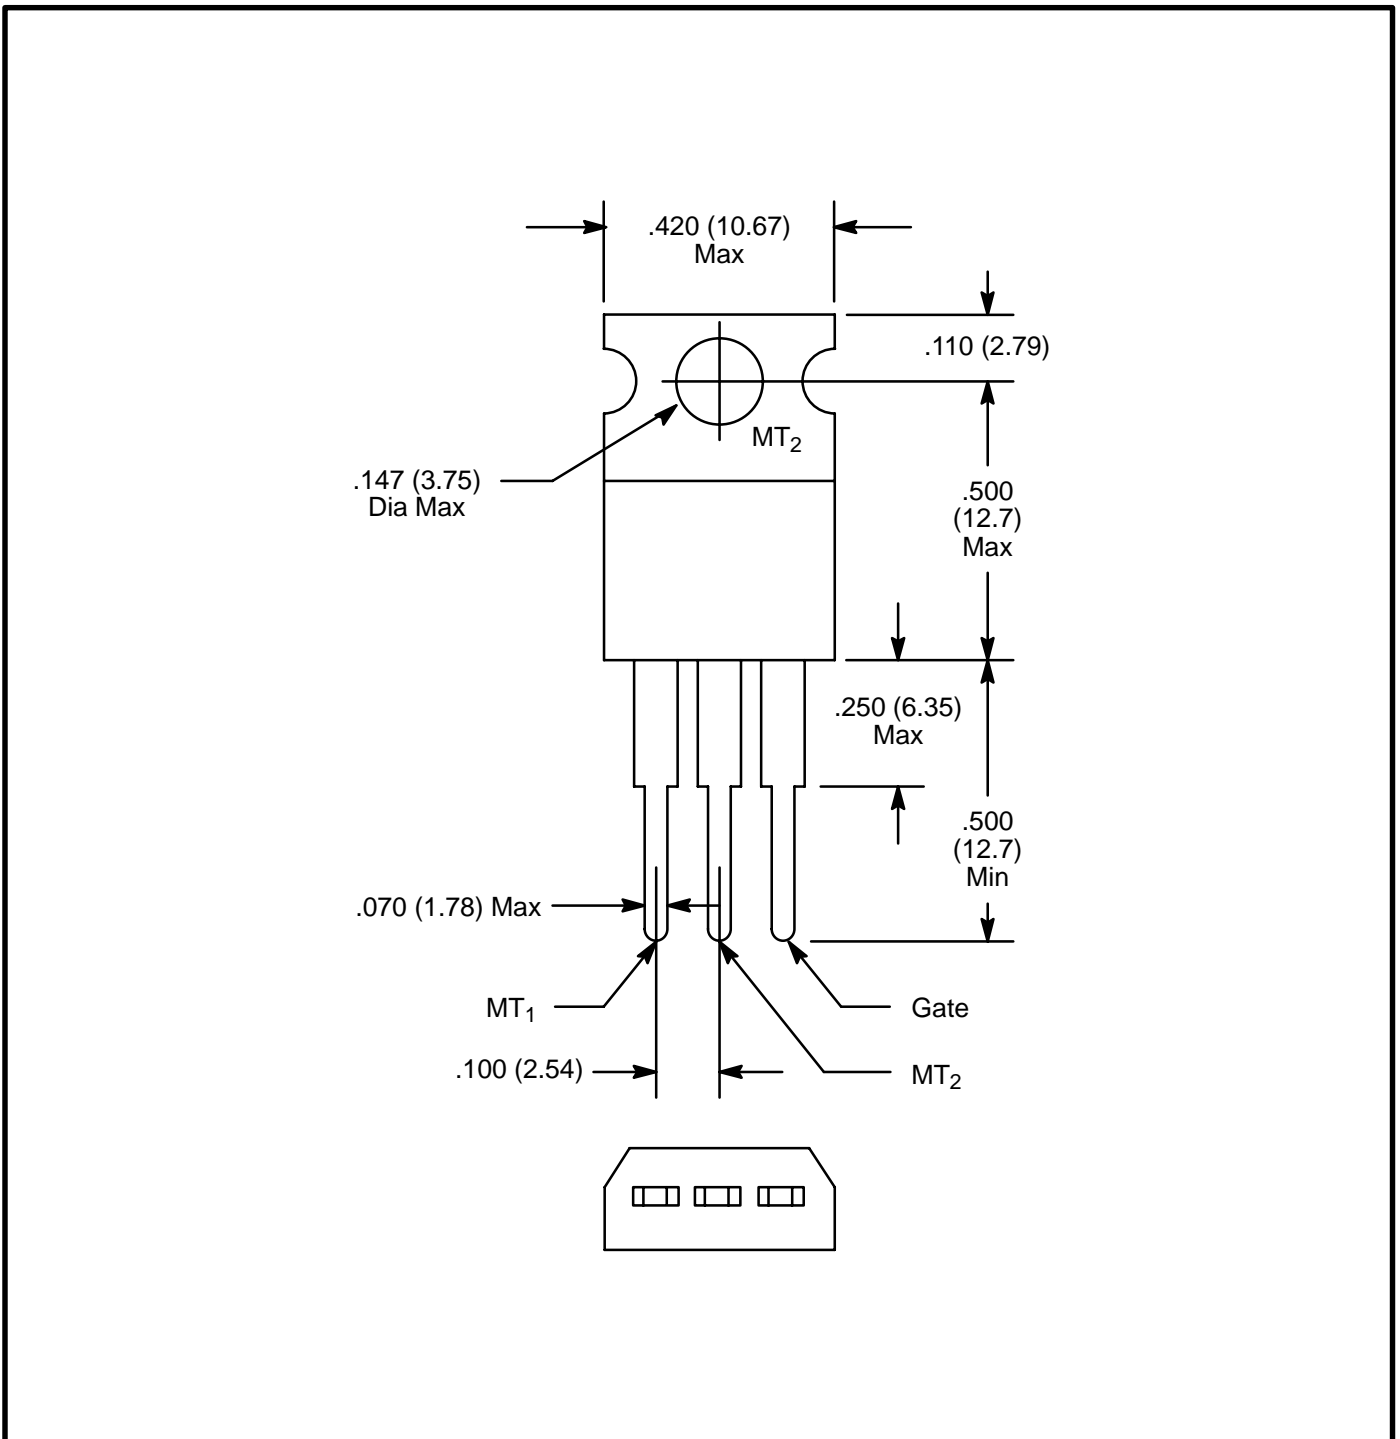 .420 (10.67)
Max
.110 (2.79)
MT2
.147 (3.75)
Dia Max
.500
(12.7)
Max
.250 (6.35)
Max
.500
(12.7)
Min
.070 (1.78) Max
MT1
Gate
.100 (2.54)
MT2